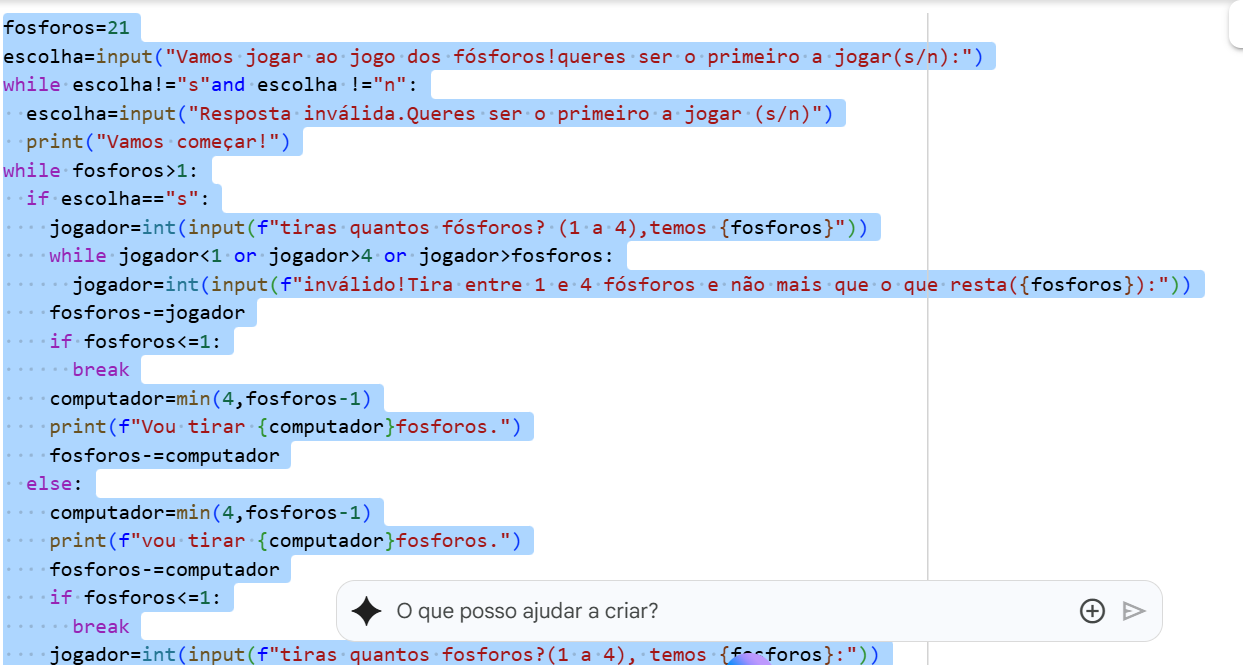 fosforos=21
escolha=input("Vamos jogar ao jogo dos fósforos!queres ser o primeiro a jogar(s/n):")
while escolha!="s"and escolha !="n":
  escolha=input("Resposta inválida.Queres ser o primeiro a jogar (s/n)")
  print("Vamos começar!")
while fosforos>1:
  if escolha=="s":
    jogador=int(input(f"tiras quantos fósforos? (1 a 4),temos {fosforos}"))
    while jogador<1 or jogador>4 or jogador>fosforos:
      jogador=int(input(f"inválido!Tira entre 1 e 4 fósforos e não mais que o que resta({fosforos}):"))
    fosforos-=jogador
    if fosforos<=1:
      break
    computador=min(4,fosforos-1)
    print(f"Vou tirar {computador}fosforos.")
    fosforos-=computador
  else:
    computador=min(4,fosforos-1)
    print(f"vou tirar {computador}fosforos.")
    fosforos-=computador
    if fosforos<=1:
      break
    jogador=int(input(f"tiras quantos fosforos?(1 a 4), temos {fosforos}:"))
O que posso ajudar a criar?